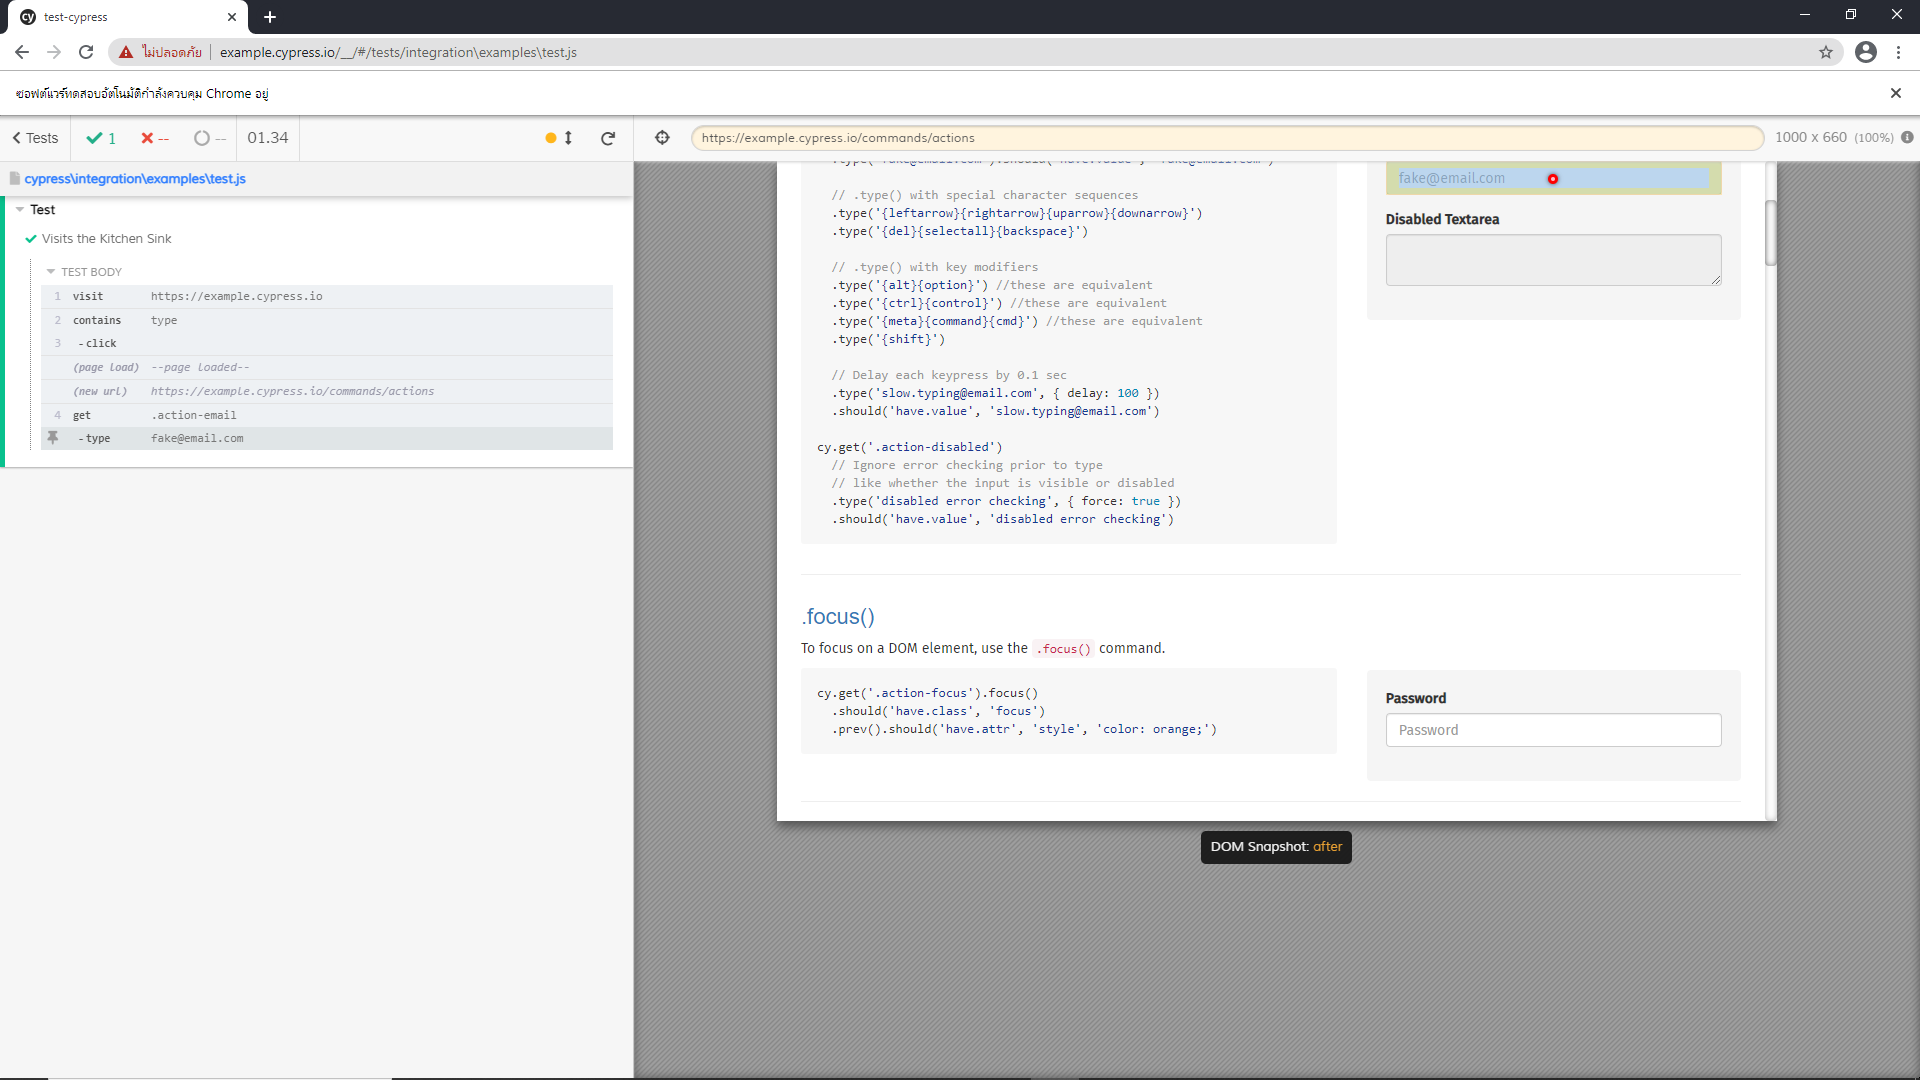 test-cypress
ไม่ปลอดภัย
example.cypress.io/__/#/tests/integration\examples\test.js
ซอฟต์แวร์ทดสอบอัตโนมัติกำลังควบคุม Chrome อยู่
Tests
1
--
--
01.34
https://example.cypress.io/commands/actions
1000 x 660 (100%)
cypress\integration\examples\test.js
Test
Visits the Kitchen Sink
TEST BODY
1 visit https://example.cypress.io
2 contains type
3 -click
(page load) --page loaded--
(new url) https://example.cypress.io/commands/actions
4 get .action-email
-type fake@email.com
.type('fake@email.com').should('have.value', 'fake@email.com')
// .type() with special character sequences
.type('{leftarrow}{rightarrow}{uparrow}{downarrow}')
.type('{del}{selectall}{backspace}')
// .type() with key modifiers
.type('{alt}{option}') //these are equivalent
.type('{ctrl}{control}') //these are equivalent
.type('{meta}{command}{cmd}') //these are equivalent
.type('{shift}')
// Delay each keypress by 0.1 sec
.type('slow.typing@email.com', { delay: 100 })
.should('have.value', 'slow.typing@email.com')
cy.get('.action-disabled')
// Ignore error checking prior to type
// like whether the input is visible or disabled
.type('disabled error checking', { force: true })
.should('have.value', 'disabled error checking')
fake@email.com
Disabled Textarea
.focus()
To focus on a DOM element, use the .focus() command.
cy.get('.action-focus').focus()
.should('have.class', 'focus')
.prev().should('have.attr', 'style', 'color: orange;')
Password
Password
DOM Snapshot: after